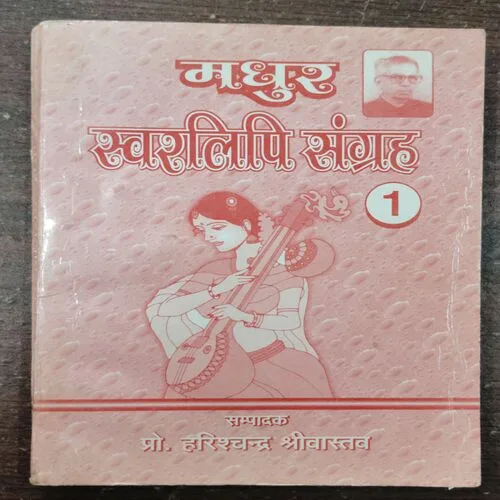 मधुर
स्वरलिपि संग्रह
1
सम्पादक
प्रो. हरिश्चन्द्र श्रीवास्तव